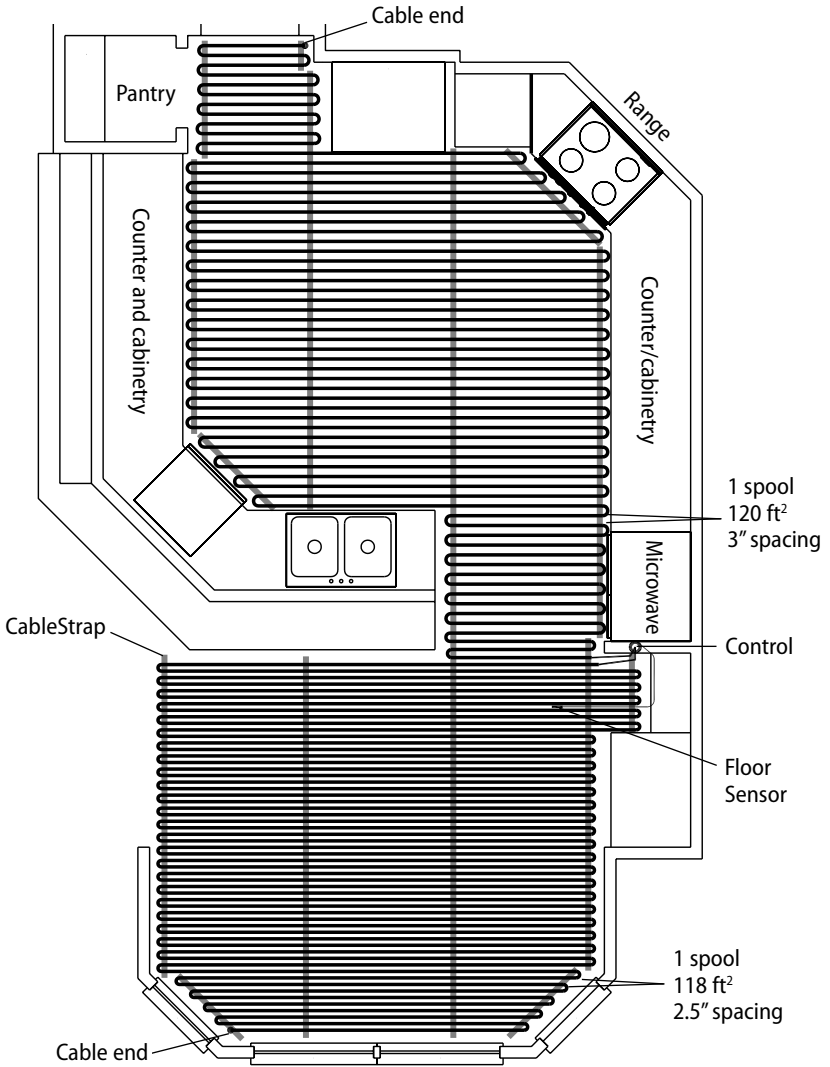 Cable end
Pantry
Range
Counter and cabinetry
Counter/cabinetry
1 spool
120 ft²
3” spacing
Microwave
CableStrap
Control
Floor
Sensor
1 spool
118 ft²
2.5” spacing
Cable end